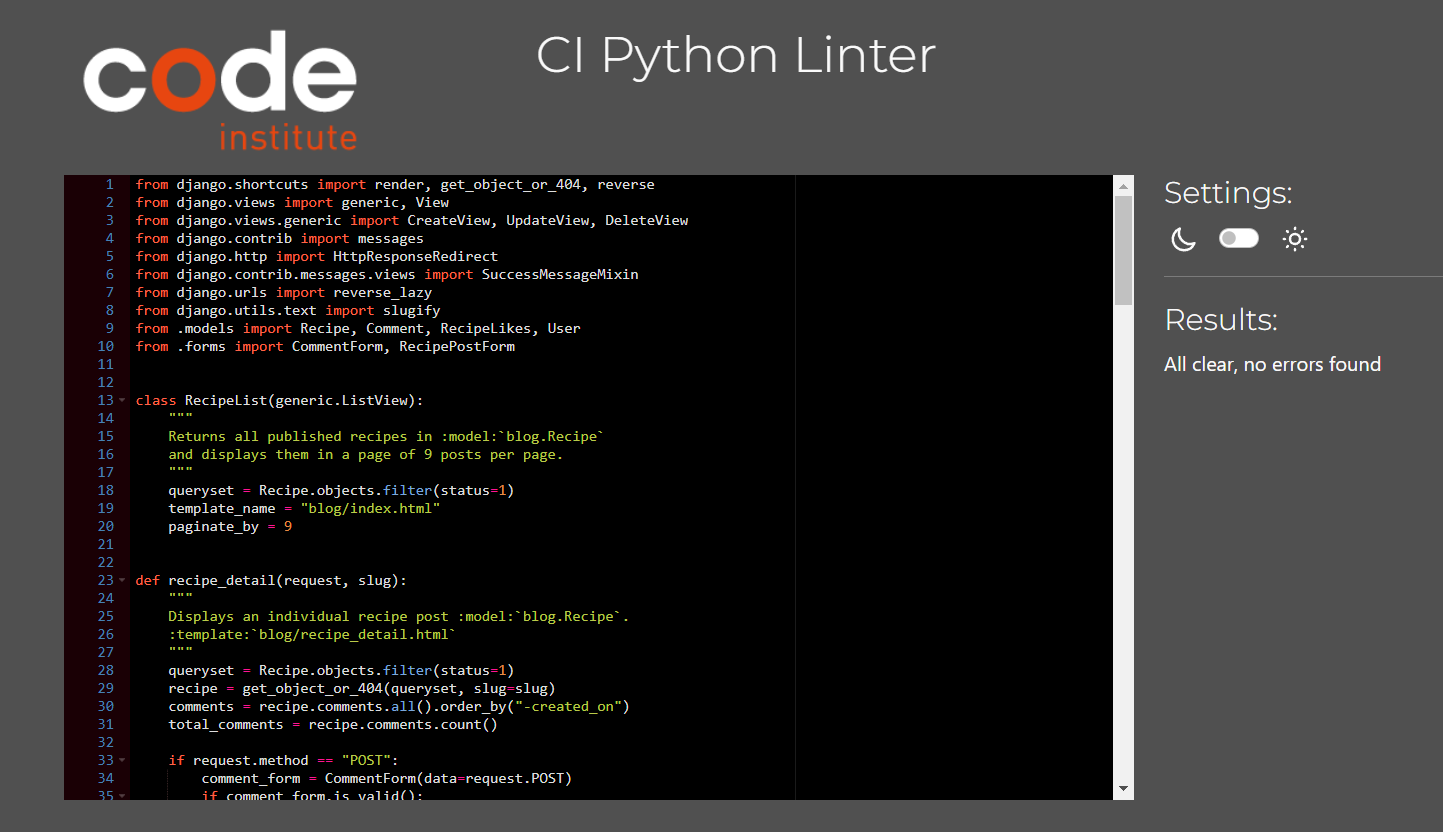 code
institute
CI Python Linter
1 from django.shortcuts import render, get_object_or_404, reverse
2 from django.views import generic, View
3 from django.views.generic import CreateView, UpdateView, DeleteView
4 from django.contrib import messages
5 from django.http import HttpResponseRedirect
6 from django.contrib.messages.views import SuccessMessageMixin
7 from django.urls import reverse_lazy
8 from django.utils.text import slugify
9 from .models import Recipe, Comment, RecipeLikes, User
10 from .forms import CommentForm, RecipePostForm
11
12
13 class RecipeList(generic.ListView):
14     """
15     Returns all published recipes in :model:`blog.Recipe`
16     and displays them in a page of 9 posts per page.
17     """
18     queryset = Recipe.objects.filter(status=1)
19     template_name = "blog/index.html"
20     paginate_by = 9
21
22
23 def recipe_detail(request, slug):
24     """
25     Displays an individual recipe post :model:`blog.Recipe`.
26     :template:`blog/recipe_detail.html`
27     """
28     queryset = Recipe.objects.filter(status=1)
29     recipe = get_object_or_404(queryset, slug=slug)
30     comments = recipe.comments.all().order_by("-created_on")
31     total_comments = recipe.comments.count()
32
33     if request.method == "POST":
34         comment_form = CommentForm(data=request.POST)
35         if comment_form.is_valid():
Settings:
Results:
All clear, no errors found